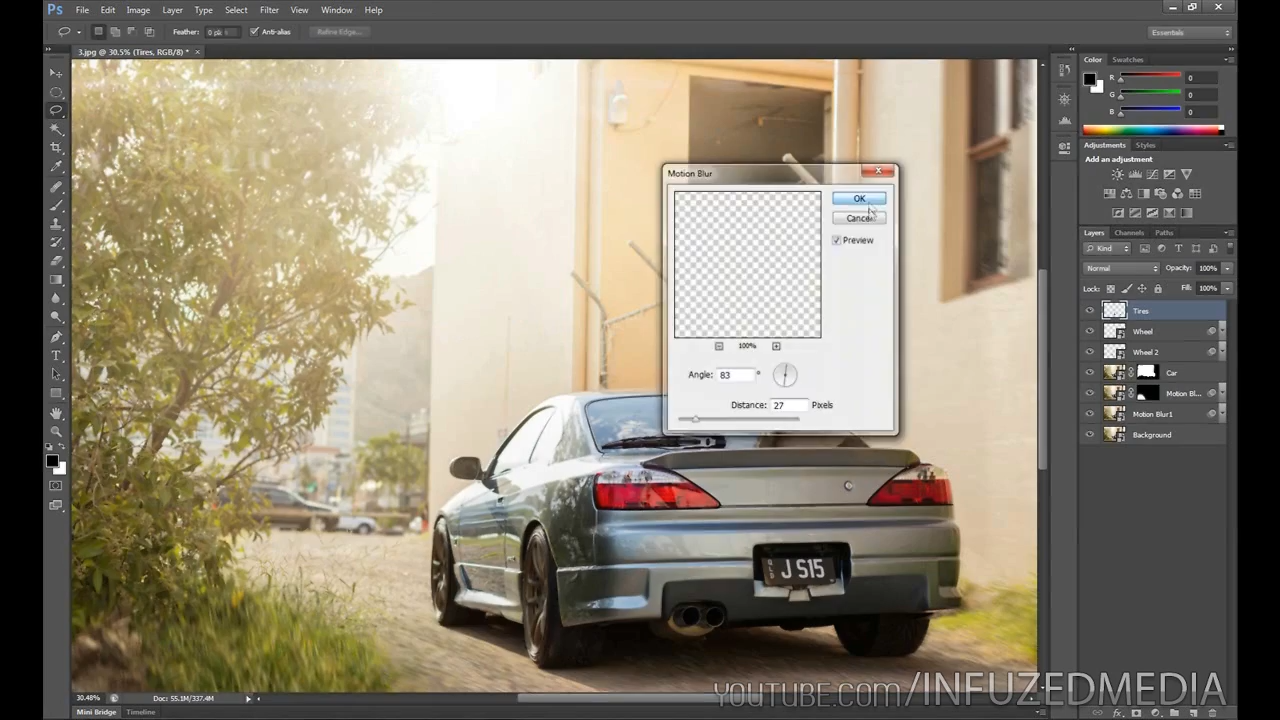 Ps File Edit Image Layer Type Select Filter View Window Help
Feather: 0 px Anti-alias Refine Edge... Essentials
3.jpg @ 30.5% (Tires, RGB/8) * ×
Color Swatches
R 0
G 0
B 0
Adjustments Styles
Add an adjustment
Layers Channels Paths
Kind
Normal Opacity: 100%
Lock: Fill: 100%
Tires
Wheel
Wheel 2
Car
Motion Bl...
Motion Blur1
Background
Motion Blur
OK
Cancel
Preview
100%
Angle: 83 °
Distance: 27 Pixels
J S15
30.48% Doc: 55.1M/337.4M
YOUTUBE.COM/INFUZEDMEDIA
Mini Bridge Timeline